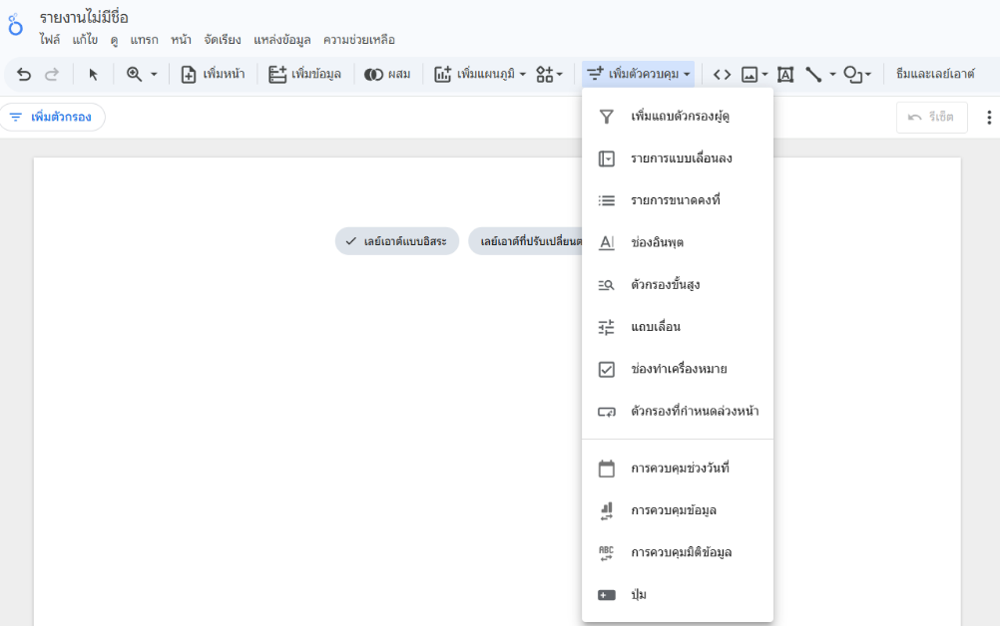 รายงานไม่มีชื่อ
ไฟล์ แก้ไข ดู แทรก หน้า จัดเรียง แหล่งข้อมูล ความช่วยเหลือ
เพิ่มหน้า เพิ่มข้อมูล ผสม เพิ่มแผนภูมิ เพิ่มตัวควบคุม ธีมและเลย์เอาต์
เพิ่มตัวกรอง รีเซ็ต
เลย์เอาต์แบบอิสระ เลย์เอาต์ที่ปรับเปลี่ยนต
เพิ่มแถบตัวกรองผู้ดู
รายการแบบเลื่อนลง
รายการขนาดคงที่
ช่องอินพุต
ตัวกรองขั้นสูง
แถบเลื่อน
ช่องทำเครื่องหมาย
ตัวกรองที่กำหนดล่วงหน้า
การควบคุมช่วงวันที่
การควบคุมข้อมูล
ABC การควบคุมมิติข้อมูล
ปุ่ม